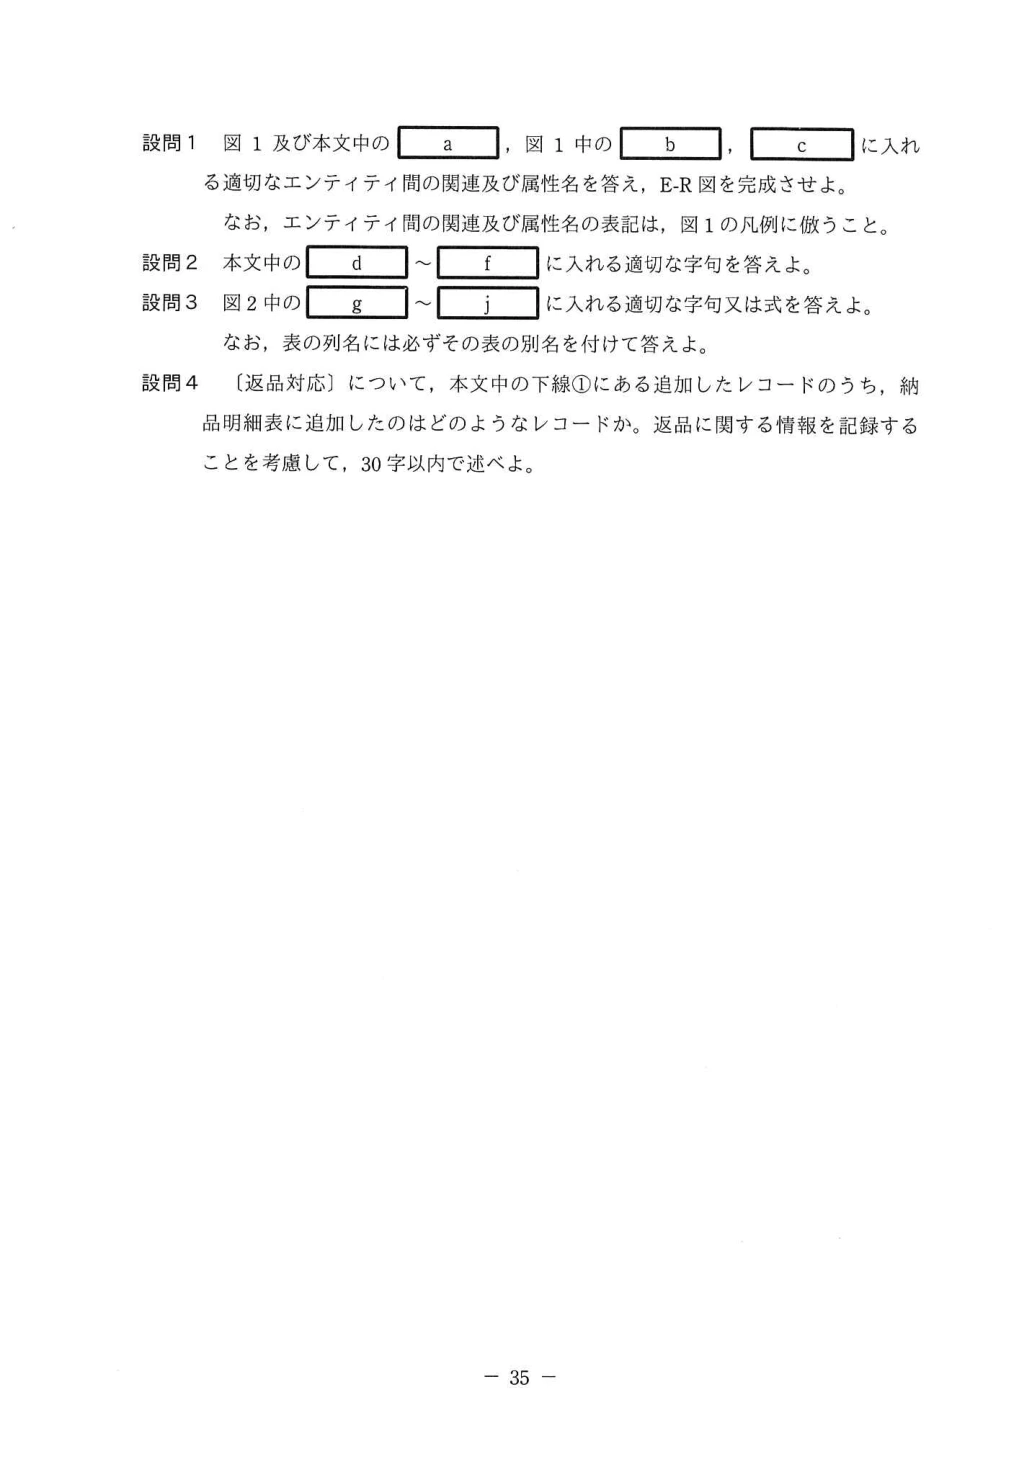 設問1　図 1 及び本文中の a ，図 1 中の b ， c に入れ
る適切なエンティティ間の関連及び属性名を答え，E-R 図を完成させよ。
なお，エンティティ間の関連及び属性名の表記は，図 1 の凡例に倣うこと。
設問2　本文中の d ～ f に入れる適切な字句を答えよ。
設問3　図 2 中の g ～ j に入れる適切な字句又は式を答えよ。
なお，表の列名には必ずその表の別名を付けて答えよ。
設問4　〔返品対応〕について，本文中の下線①にある追加したレコードのうち，納
品明細表に追加したのはどのようなレコードか。返品に関する情報を記録する
ことを考慮して，30 字以内で述べよ。
－ 35 －